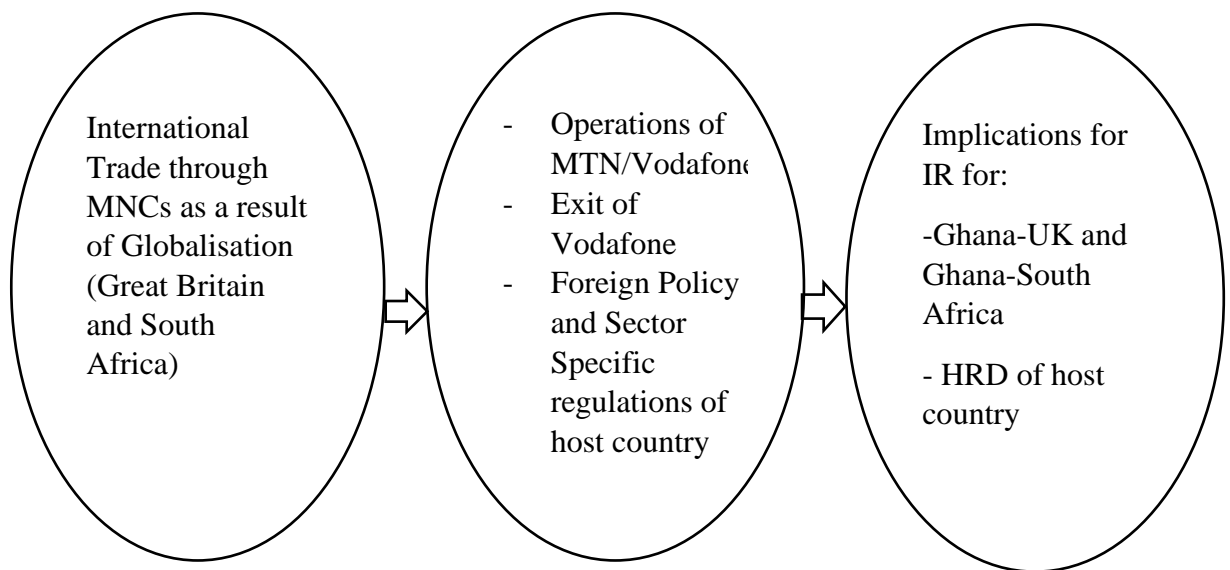 International
Trade through
MNCs as a result
of Globalisation
(Great Britain
and South
Africa)
- Operations of
MTN/Vodafone
- Exit of
Vodafone
- Foreign Policy
and Sector
Specific
regulations of
host country
Implications for
IR for:
-Ghana-UK and
Ghana-South
Africa
- HRD of host
country